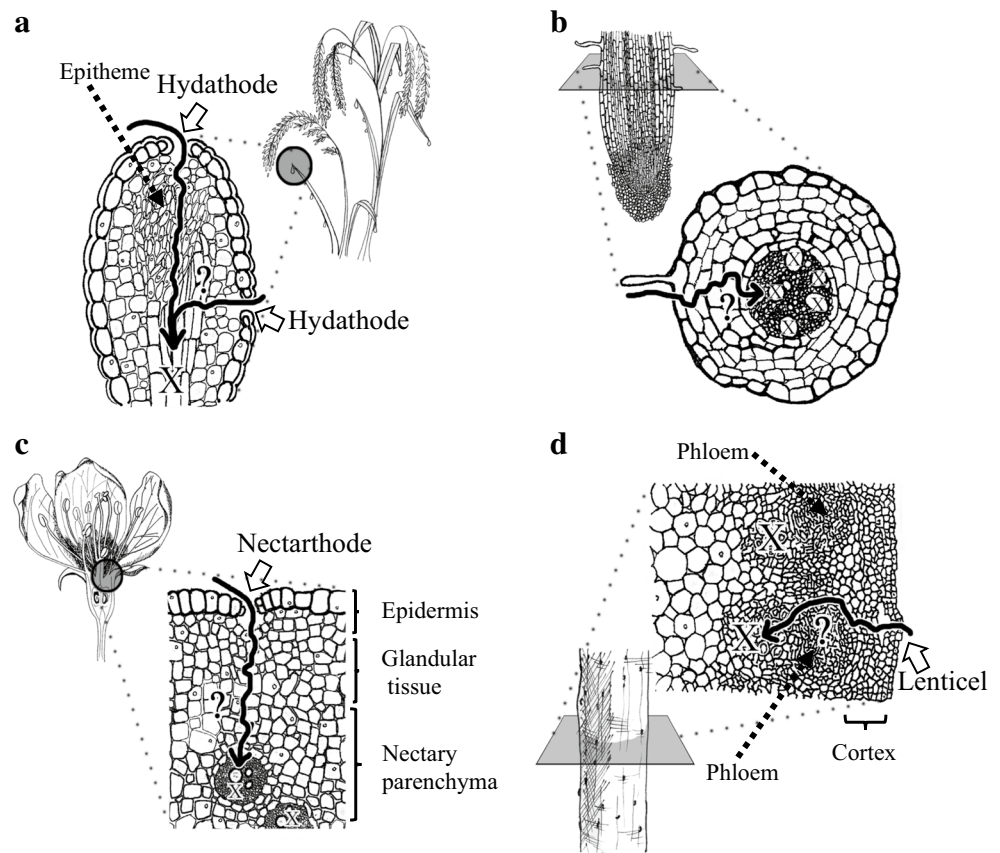 a
Epitheme
Hydathode
?
Hydathode
X
b
X
X
X
X
X
?
c
Nectarthode
Epidermis
Glandular
tissue
?
Nectary
parenchyma
X
X
d
Phloem
X
X
?
Lenticel
Cortex
Phloem